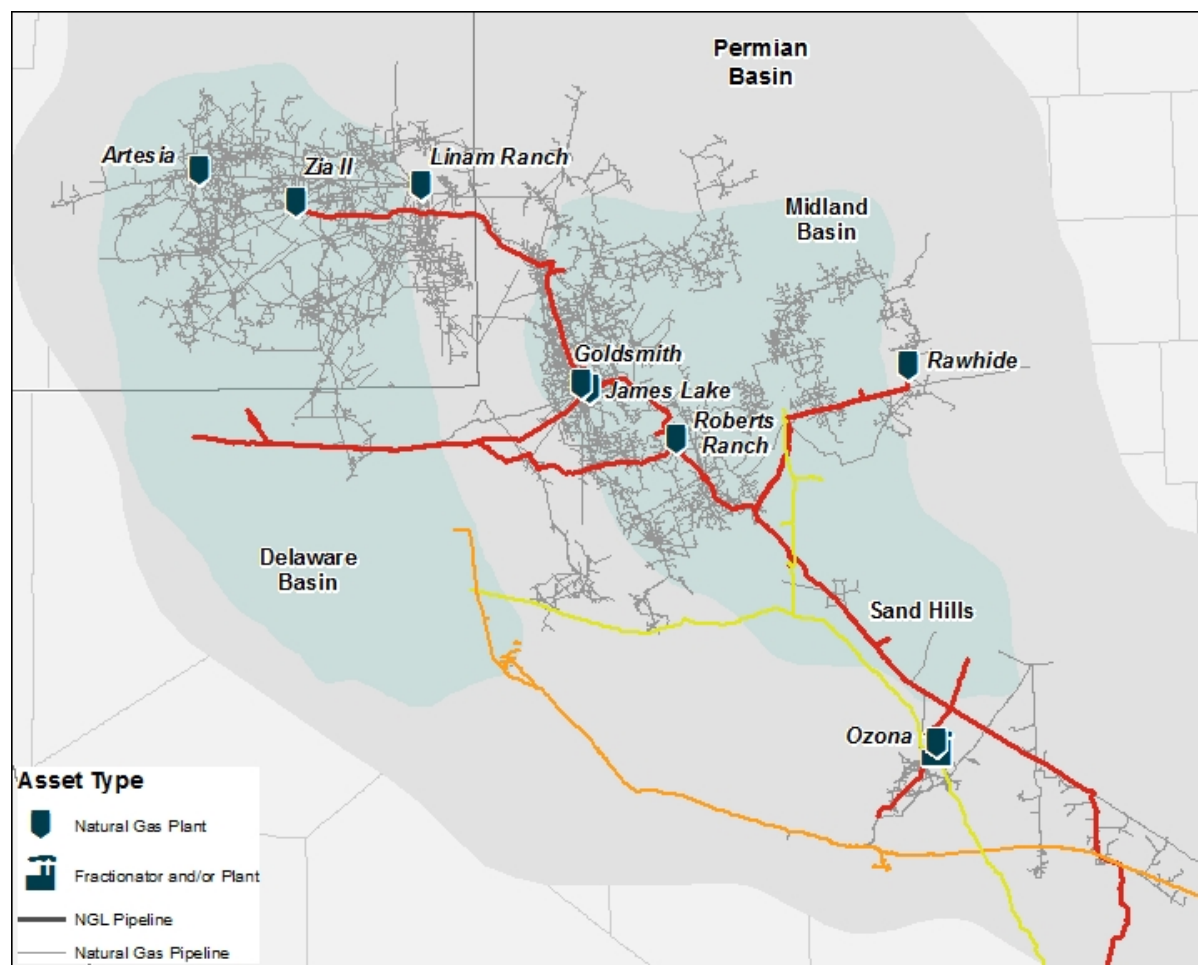 Permian
Basin
Artesia
Zia II
Linam Ranch
Midland
Basin
Goldsmith
James Lake
Rawhide
Roberts
Ranch
Delaware
Basin
Sand Hills
Ozona
Asset Type
Natural Gas Plant
Fractionator and/or Plant
NGL Pipeline
Natural Gas Pipeline